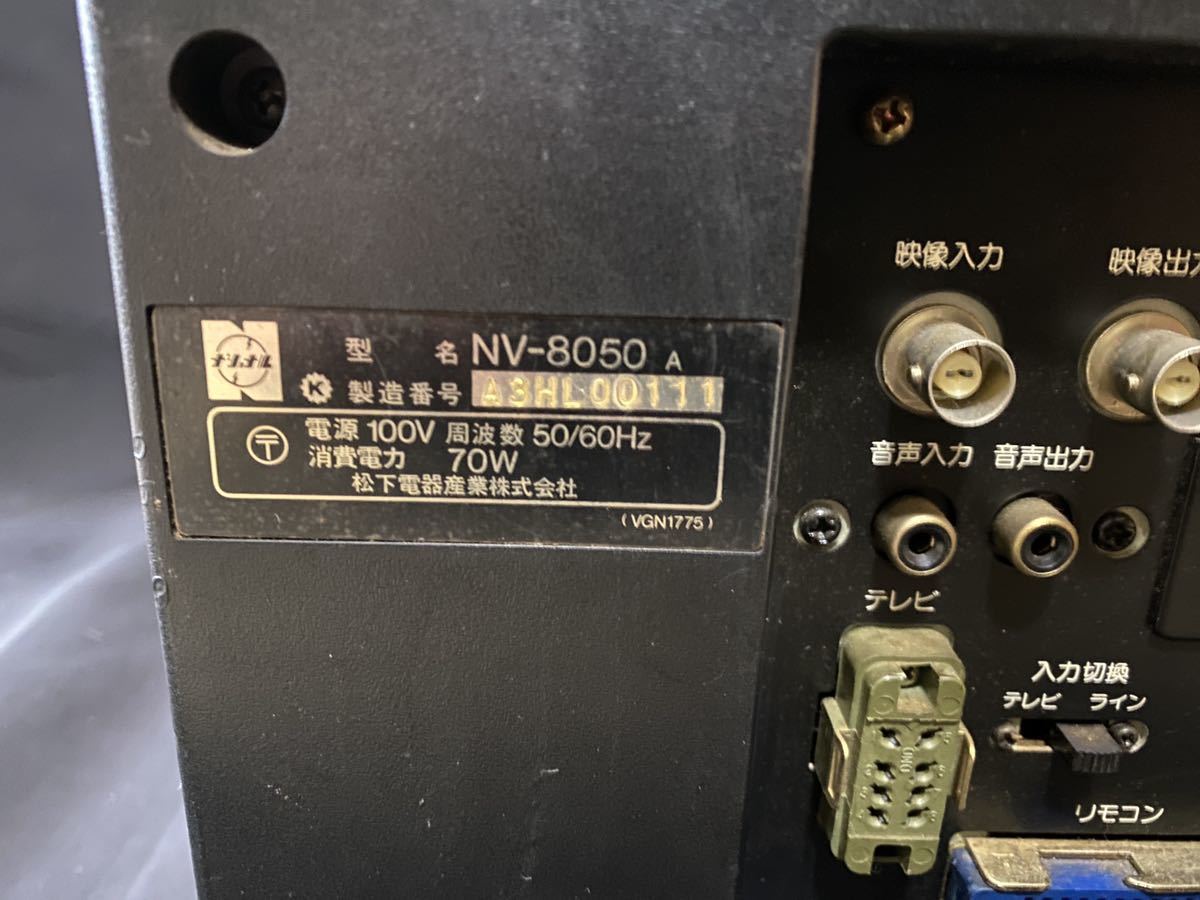 ナショナル
型 名 NV-8050 A
K 製造番号 A3HL00111
〒 電源 100V 周波数 50/60Hz
消費電力 70W
松下電器産業株式会社
(VGN1775)
映像入力 映像出力
音声入力 音声出力
テレビ
入力切換
テレビ ライン
リモコン